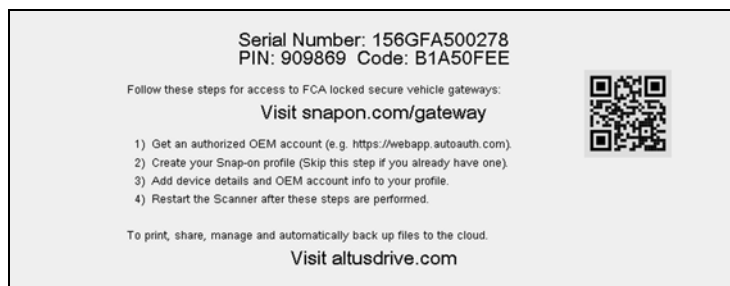 Serial Number: 156GFA500278
PIN: 909869 Code: B1A50FEE
Follow these steps for access to FCA locked secure vehicle gateways:
Visit snapon.com/gateway
1) Get an authorized OEM account (e.g. https://webapp.autoauth.com).
2) Create your Snap-on profile (Skip this step if you already have one).
3) Add device details and OEM account info to your profile.
4) Restart the Scanner after these steps are performed.
To print, share, manage and automatically back up files to the cloud.
Visit altusdrive.com